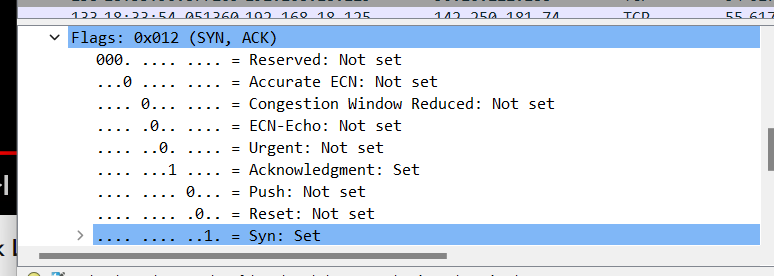 133 18:33:54.051360 192.168.18.125 142.250.181.74 TCP 55 617
Flags: 0x012 (SYN, ACK)
000. .... .... = Reserved: Not set
...0 .... .... = Accurate ECN: Not set
.... 0... .... = Congestion Window Reduced: Not set
.... .0.. .... = ECN-Echo: Not set
.... ..0. .... = Urgent: Not set
.... ...1 .... = Acknowledgment: Set
.... .... 0... = Push: Not set
.... .... .0.. = Reset: Not set
.... .... ..1. = Syn: Set